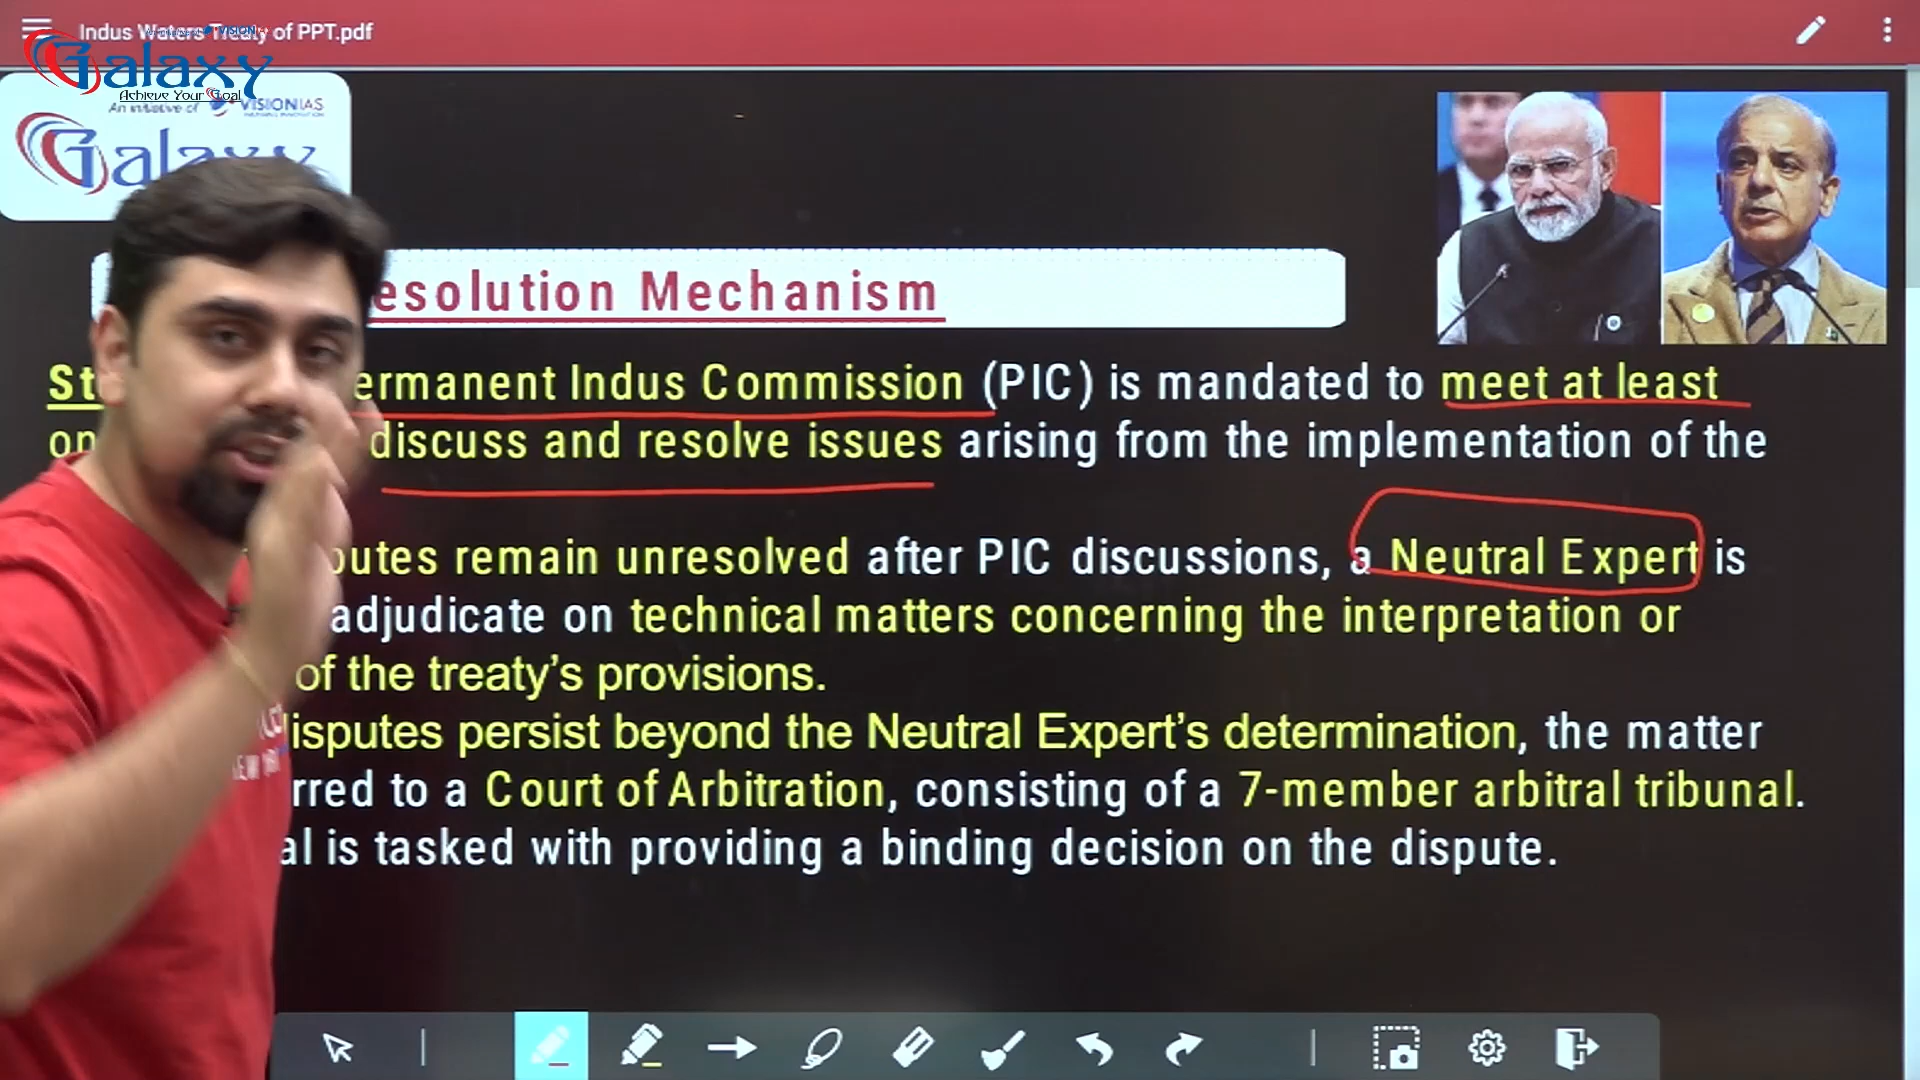 Indus Waters Treaty of PPT.pdf
Galaxy
Achieve Your Goal
An initiative of VISIONIAS
Galaxy
esolution Mechanism
St ermanent Indus Commission (PIC) is mandated to meet at least
on discuss and resolve issues arising from the implementation of the
putes remain unresolved after PIC discussions, a Neutral Expert is
adjudicate on technical matters concerning the interpretation or
of the treaty's provisions.
isputes persist beyond the Neutral Expert's determination, the matter
rred to a Court of Arbitration, consisting of a 7-member arbitral tribunal.
al is tasked with providing a binding decision on the dispute.